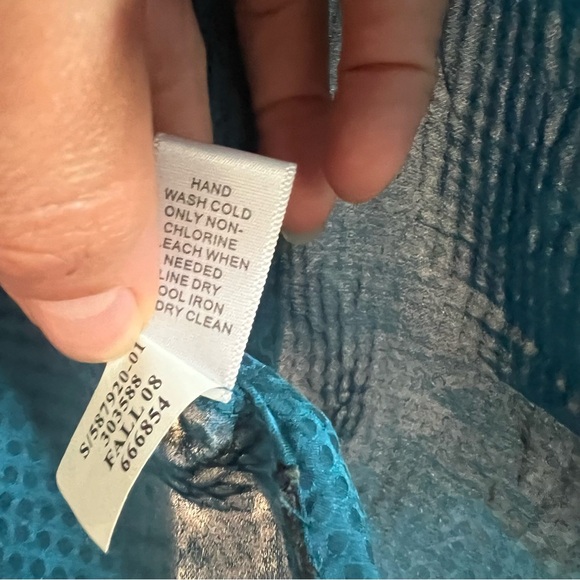 HAND
WASH COLD
ONLY NON-
CHLORINE
EACH WHEN
NEEDED
LINE DRY
OOL IRON
DRY CLEAN
S/587920-01
303588
FALL 08
666854